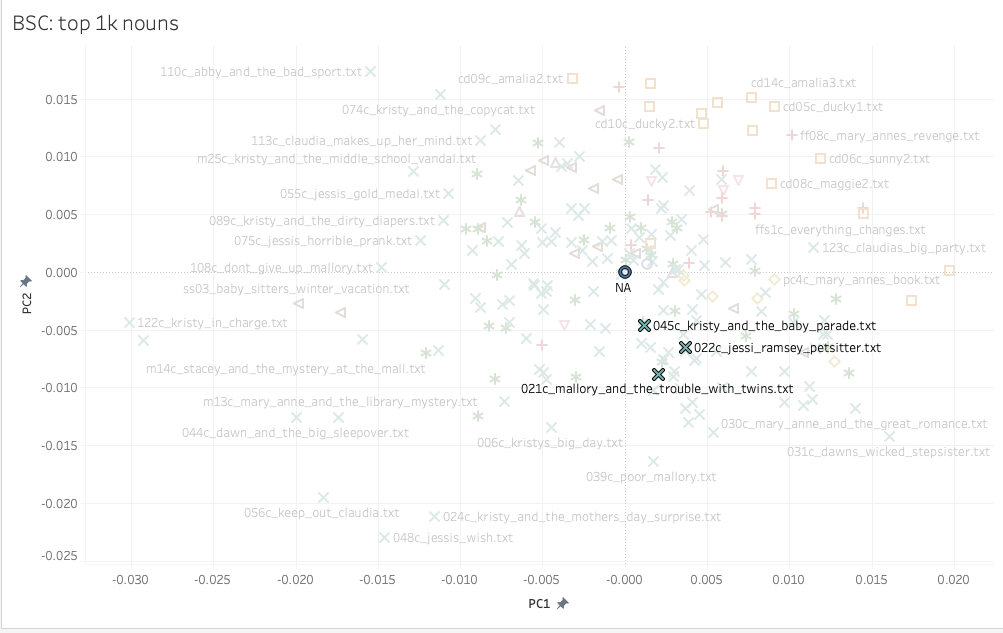 BSC: top 1k nouns
110c_abby_and_the_bad_sport.txt
cd09c_amalia2.txt
cd14c_amalia3.txt
0.015
074c_kristy_and_the_copycat.txt
cd05c_ducky1.txt
cd10c_ducky2.txt
113c_claudia_makes_up_her_mind.txt
ff08c_mary_annes_revenge.txt
0.010
m25c_kristy_and_the_middle_school_vandal.txt
cd06c_sunny2.txt
cd08c_maggie2.txt
055c_jessis_gold_medal.txt
0.005
089c_kristy_and_the_dirty_diapers.txt
ffs1c_everything_changes.txt
075c_jessis_horrible_prank.txt
123c_claudias_big_party.txt
0.000
108c_dont_give_up_mallory.txt
pc4c_mary_annes_book.txt
PC2
NA
ss03_baby_sitters_winter_vacation.txt
-0.005
122c_kristy_in_charge.txt
045c_kristy_and_the_baby_parade.txt
022c_jessi_ramsey_petsitter.txt
m14c_stacey_and_the_mystery_at_the_mall.txt
-0.010
021c_mallory_and_the_trouble_with_twins.txt
m13c_mary_anne_and_the_library_mystery.txt
030c_mary_anne_and_the_great_romance.txt
044c_dawn_and_the_big_sleepover.txt
006c_kristys_big_day.txt
-0.015
031c_dawns_wicked_stepsister.txt
039c_poor_mallory.txt
-0.020
056c_keep_out_claudia.txt
024c_kristy_and_the_mothers_day_surprise.txt
048c_jessis_wish.txt
-0.025
-0.030 -0.025 -0.020 -0.015 -0.010 -0.005 -0.000 0.005 0.010 0.015 0.020
PC1